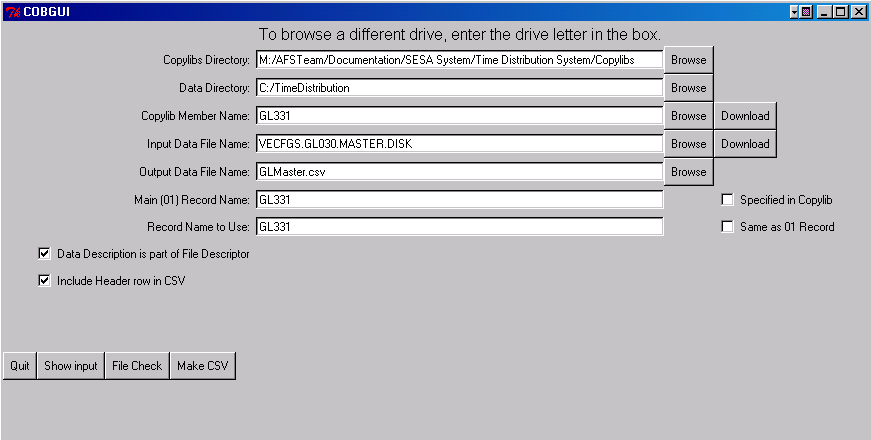 COBGUI
To browse a different drive, enter the drive letter in the box.
Copylibs Directory: M:/AFSTeam/Documentation/SESA System/Time Distribution System/Copylibs Browse
Data Directory: C:/TimeDistribution Browse
Copylib Member Name: GL331 Browse Download
Input Data File Name: VECFGS.GL030.MASTER.DISK Browse Download
Output Data File Name: GLMaster.csv Browse
Main (01) Record Name: GL331 Specified in Copylib
Record Name to Use: GL331 Same as 01 Record
Data Description is part of File Descriptor
Include Header row in CSV
Quit Show input File Check Make CSV